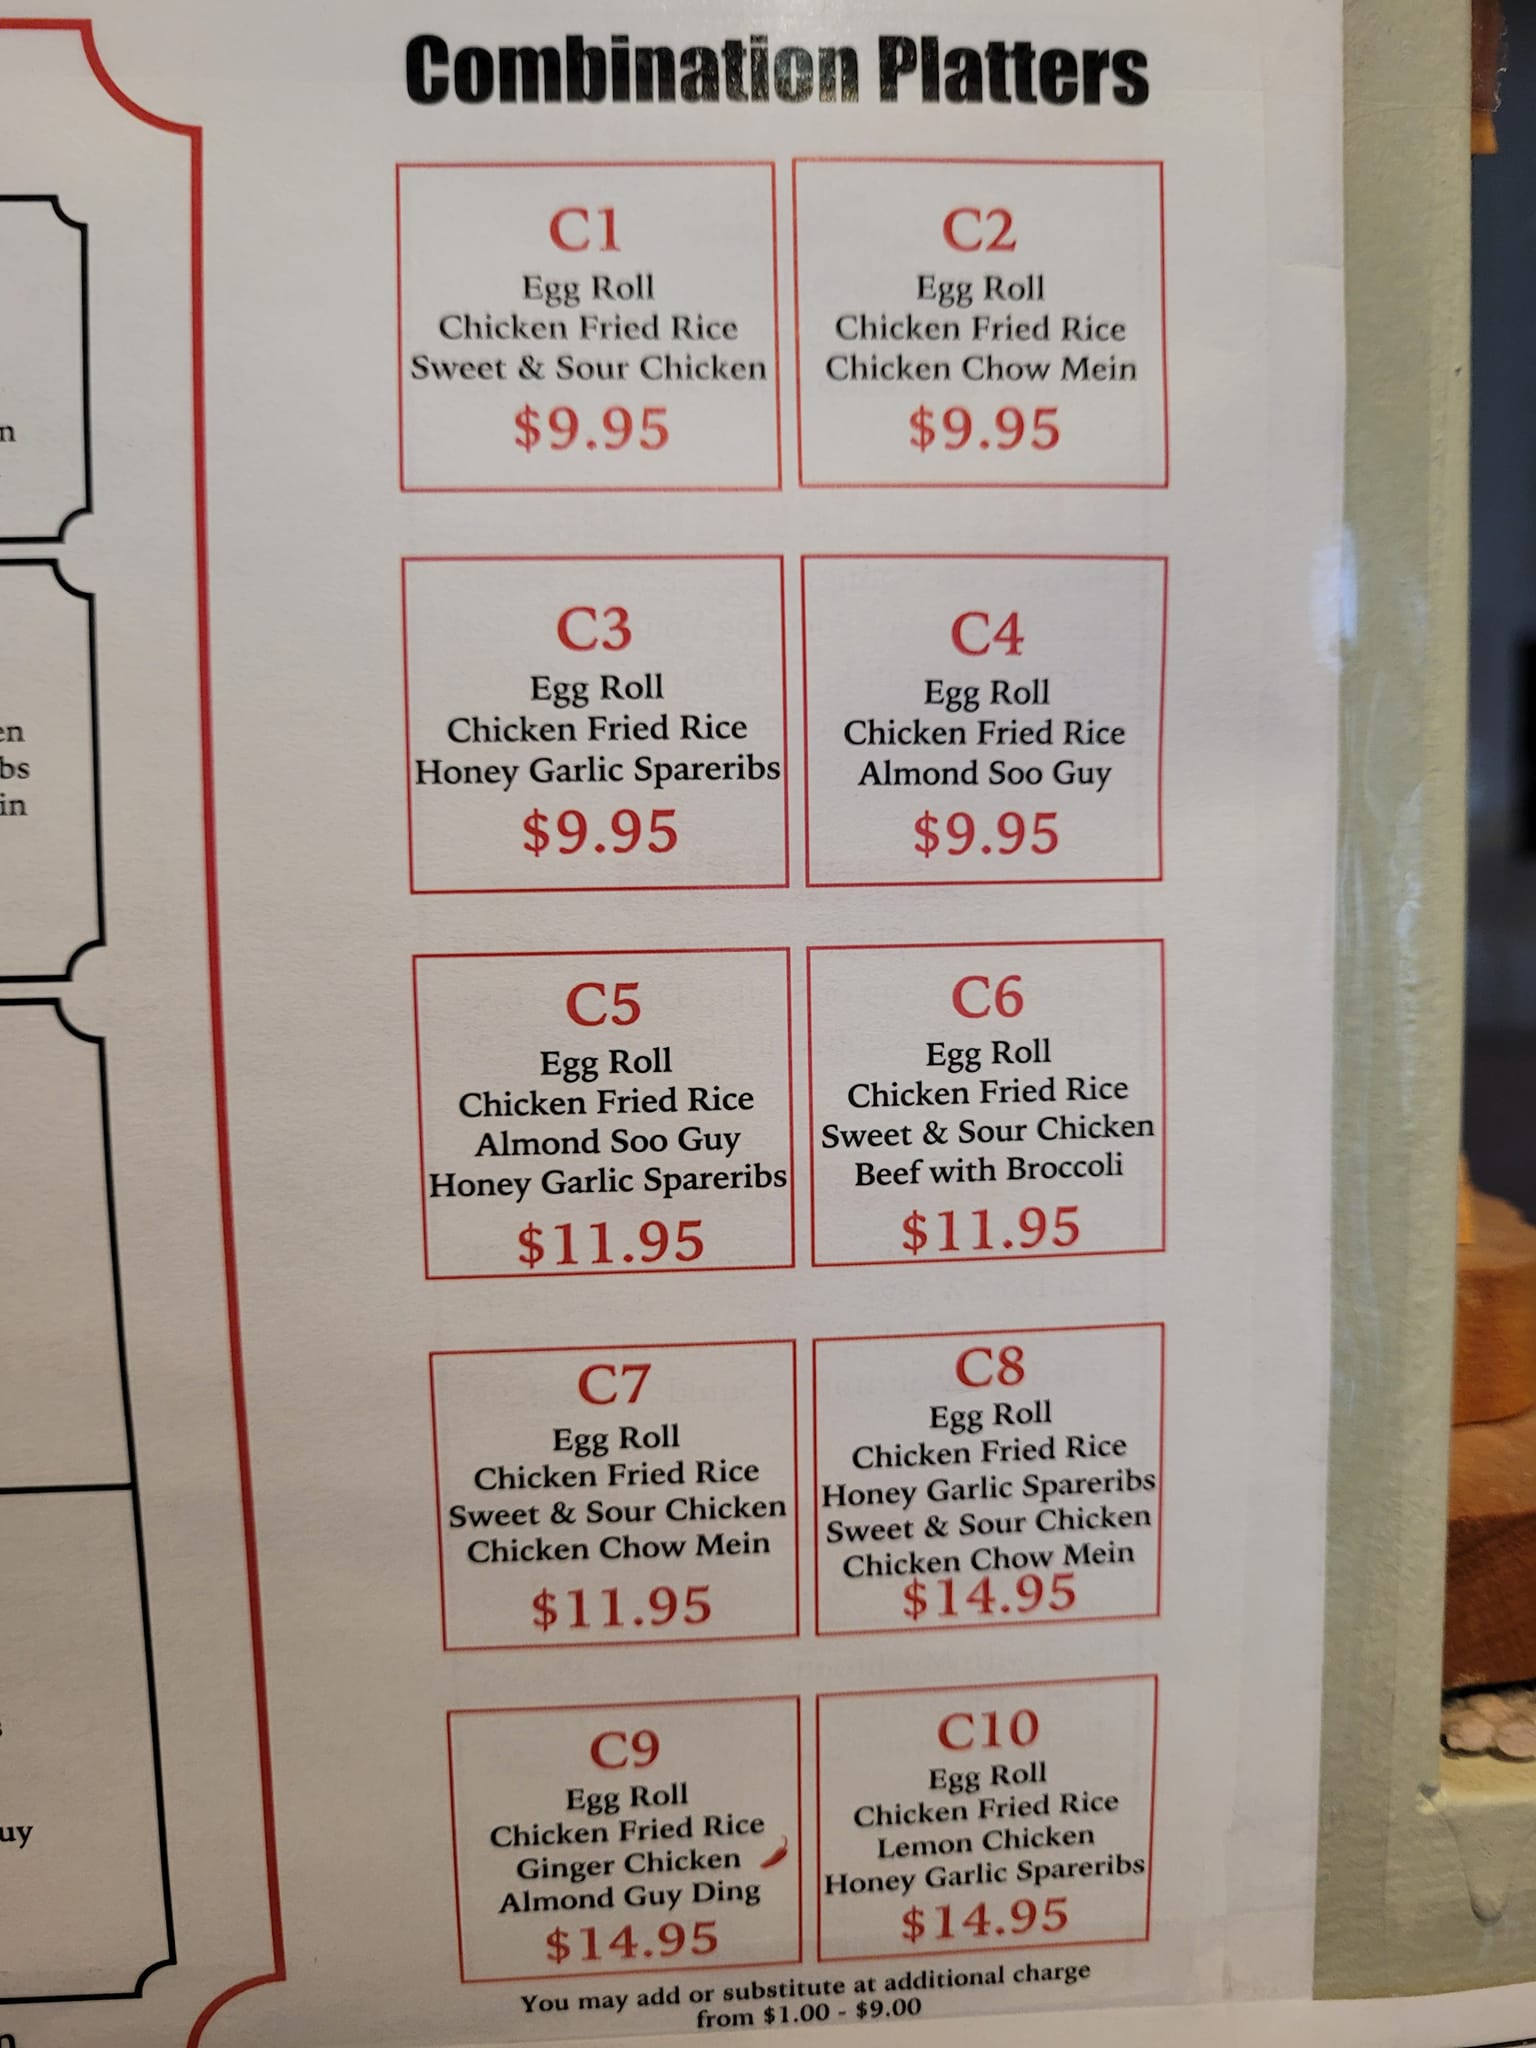 Combination Platters
C1
Egg Roll
Chicken Fried Rice
Sweet & Sour Chicken
$9.95
C2
Egg Roll
Chicken Fried Rice
Chicken Chow Mein
$9.95
C3
Egg Roll
Chicken Fried Rice
Honey Garlic Spareribs
$9.95
C4
Egg Roll
Chicken Fried Rice
Almond Soo Guy
$9.95
C5
Egg Roll
Chicken Fried Rice
Almond Soo Guy
Honey Garlic Spareribs
$11.95
C6
Egg Roll
Chicken Fried Rice
Sweet & Sour Chicken
Beef with Broccoli
$11.95
C7
Egg Roll
Chicken Fried Rice
Sweet & Sour Chicken
Chicken Chow Mein
$11.95
C8
Egg Roll
Chicken Fried Rice
Honey Garlic Spareribs
Sweet & Sour Chicken
Chicken Chow Mein
$14.95
C9
Egg Roll
Chicken Fried Rice
Ginger Chicken
Almond Guy Ding
$14.95
C10
Egg Roll
Chicken Fried Rice
Lemon Chicken
Honey Garlic Spareribs
$14.95
You may add or substitute at additional charge
from $1.00 - $9.00